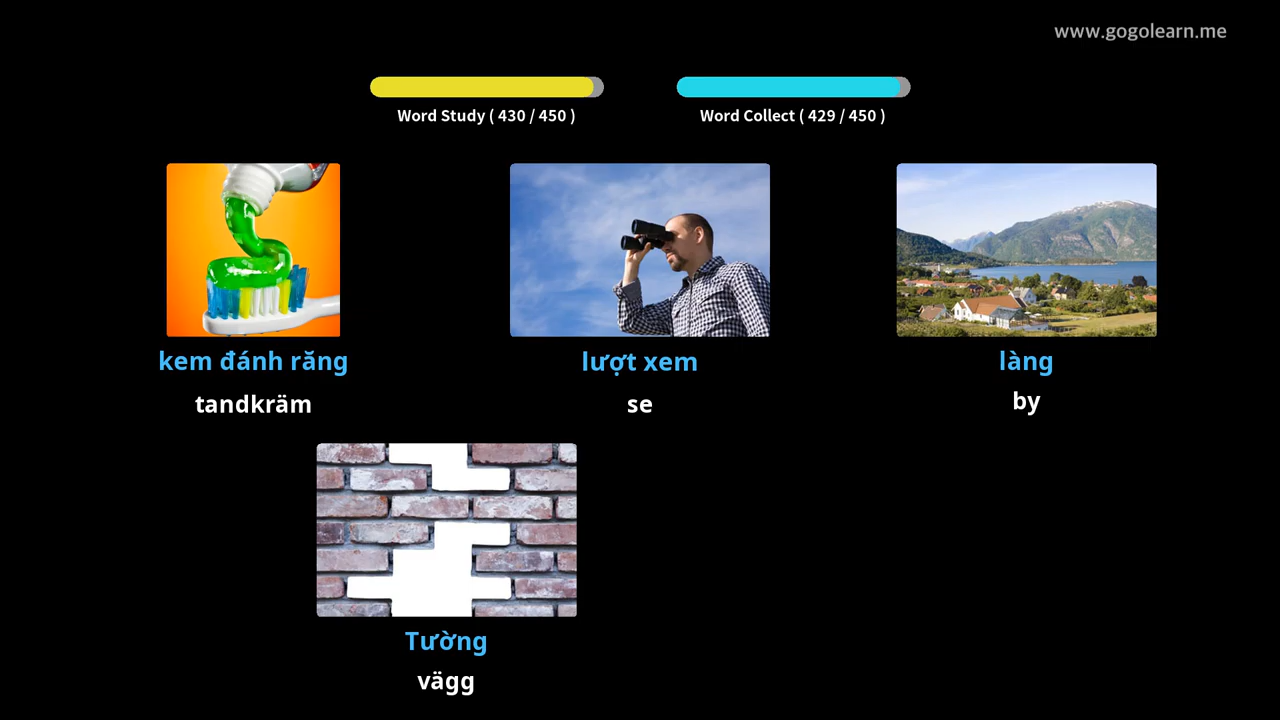 www.gogolearn.me
Word Study ( 430 / 450 )
Word Collect ( 429 / 450 )
kem đánh răng
tandkräm
lượt xem
se
làng
by
Tường
vägg